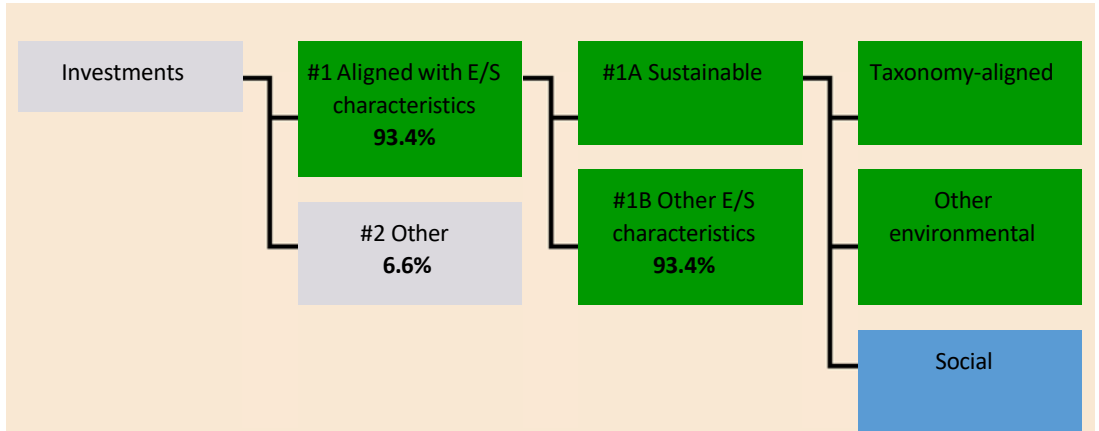 Investments
#1 Aligned with E/S
characteristics
93.4%
#2 Other
6.6%
#1A Sustainable
#1B Other E/S
characteristics
93.4%
Taxonomy-aligned
Other
environmental
Social